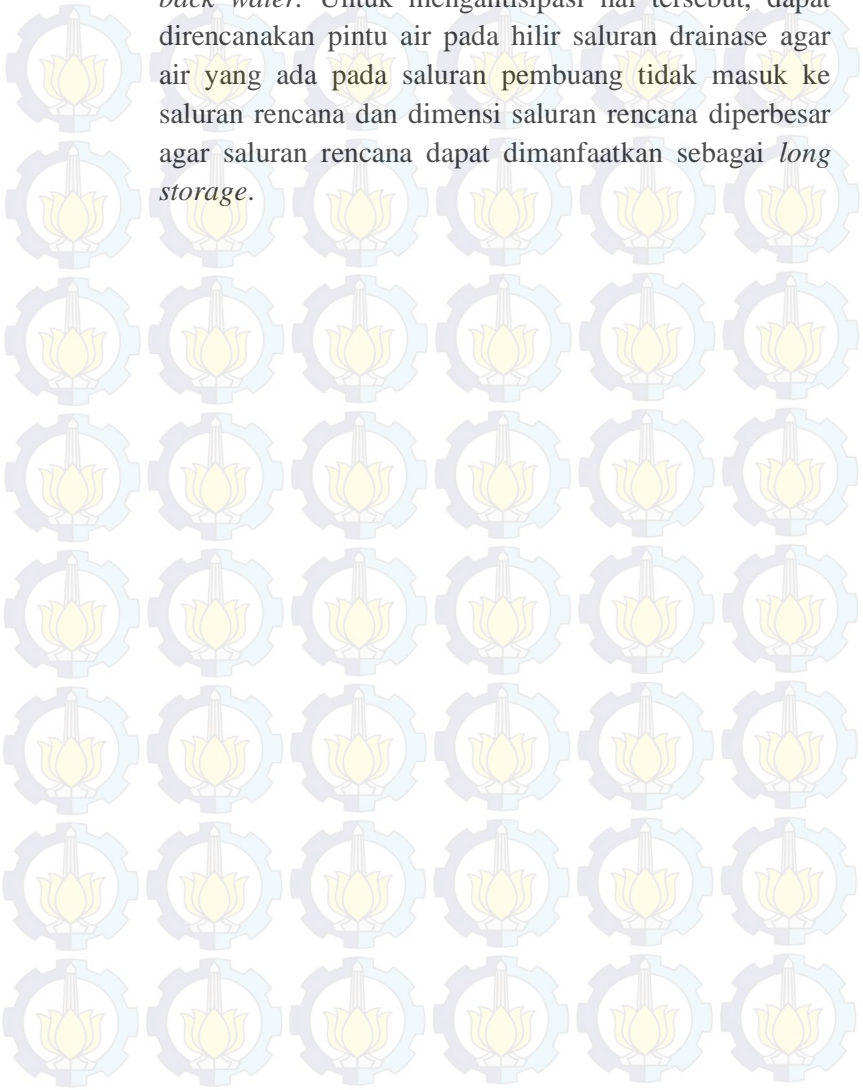 back water. Untuk mengantisipasi hal tersebut, dapat
direncanakan pintu air pada hilir saluran drainase agar
air yang ada pada saluran pembuang tidak masuk ke
saluran rencana dan dimensi saluran rencana diperbesar
agar saluran rencana dapat dimanfaatkan sebagai long
storage.